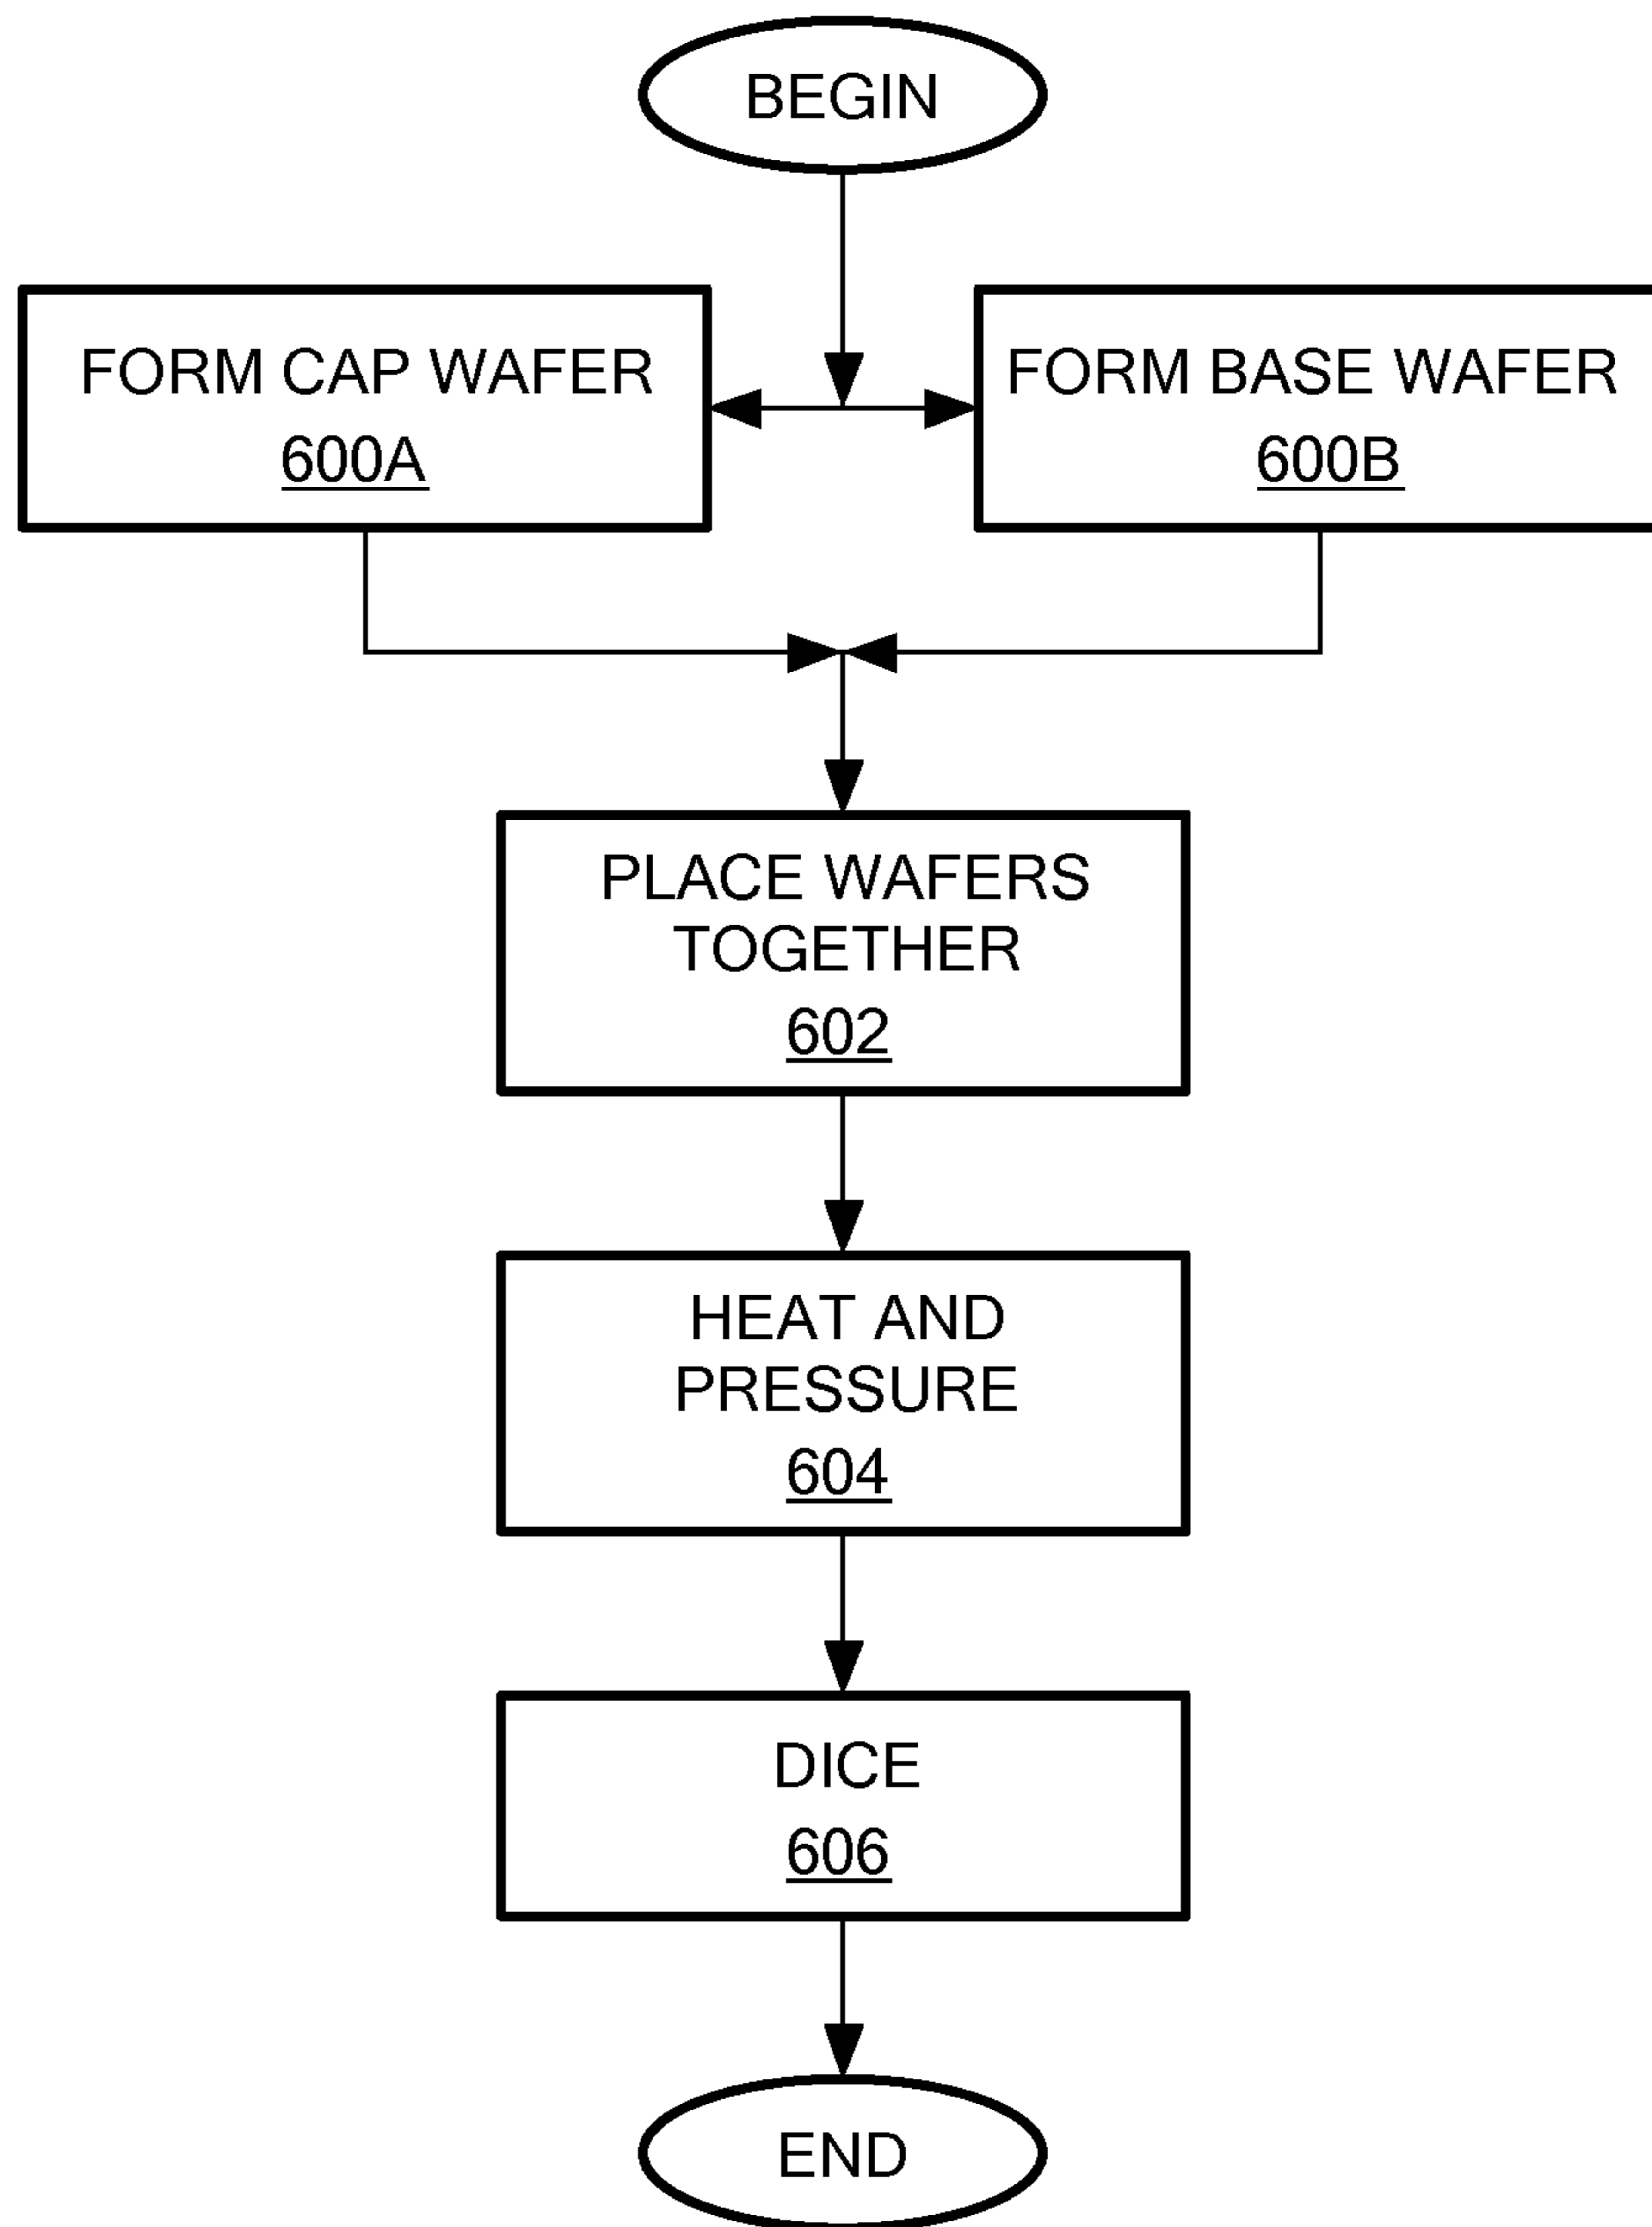 BEGIN
FORM CAP WAFER
600A
FORM BASE WAFER
600B
PLACE WAFERS
TOGETHER
602
HEAT AND
PRESSURE
604
DICE
606
END